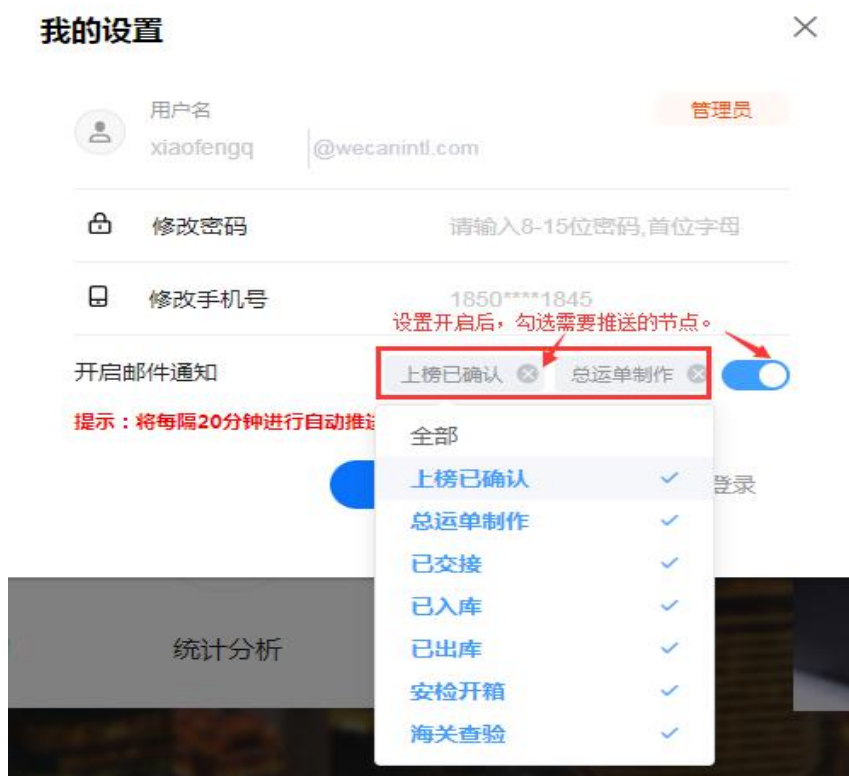 我的设置
用户名
管理员
xiaofengq
@wecanintl.com
修改密码
请输入8-15位密码,首位字母
修改手机号
1850****1845
设置开启后，勾选需要推送的节点。
开启邮件通知
上榜已确认
总运单制作
提示：将每隔20分钟进行自动推
全部
上榜已确认
登录
总运单制作
已交接
已入库
已出库
统计分析
安检开箱
海关查验